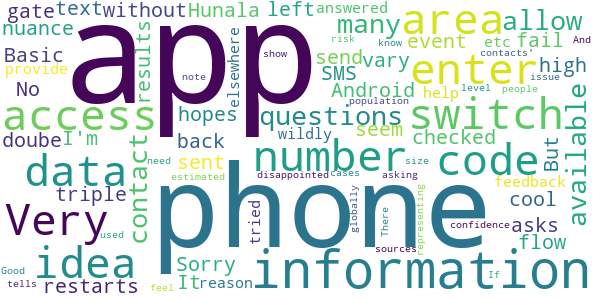 gate text without Hunala left many answered allow
nuance
Basic
provide
No
results
app
elsewhere
area
event etc fail
risk
know
contacts'
And
send vary high
note
show
hopes
SMS
Android
enter
help
issue
level
people
access
questions
seem
switch
doube I'm
back
wildly
checked
But
available
data
contact
sent
number
code
cool
triple
population
size
need
disappointed
cases
asking
feedback
Very
tried
phone
globally
There
representing
confidence
asks
estimated
Sorry
sources
flow
idea
It reason
information
restarts
used
Good
tells
feel
If